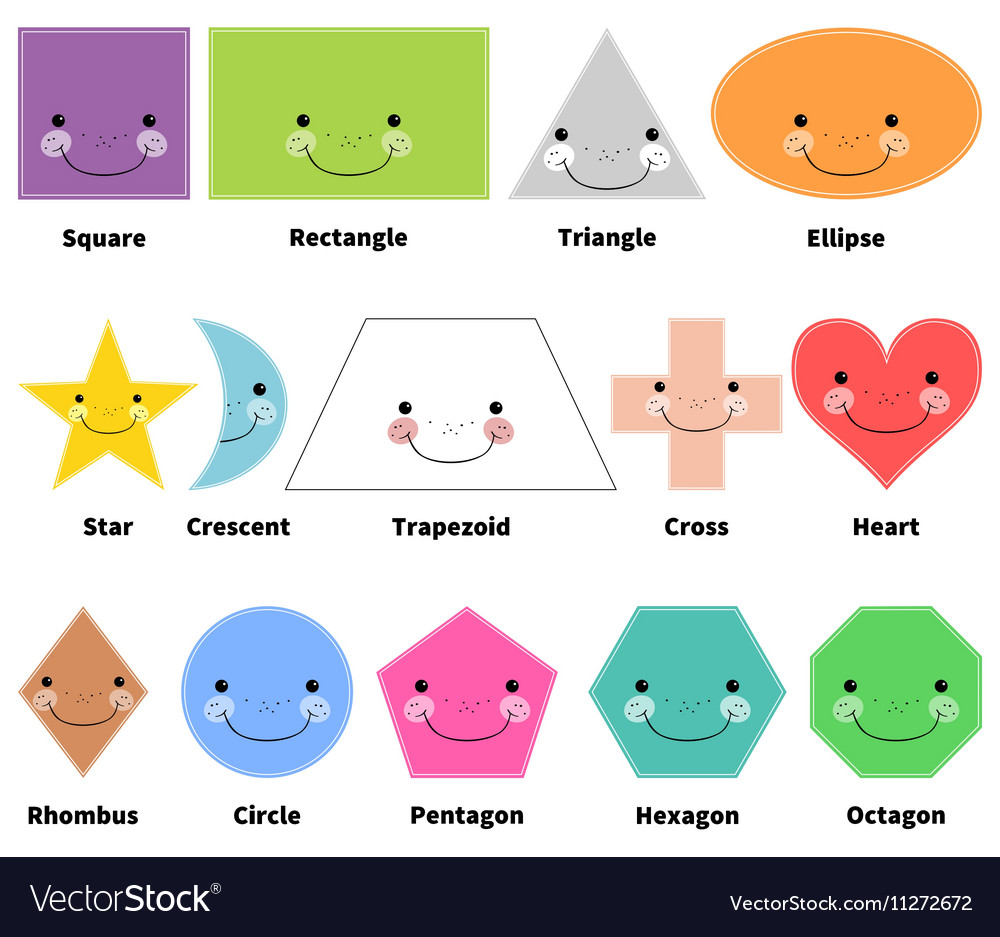 Square Rectangle Triangle Ellipse
Star Crescent Trapezoid Cross Heart
Rhombus Circle Pentagon Hexagon Octagon
VectorStock® VectorStock.com/11272672